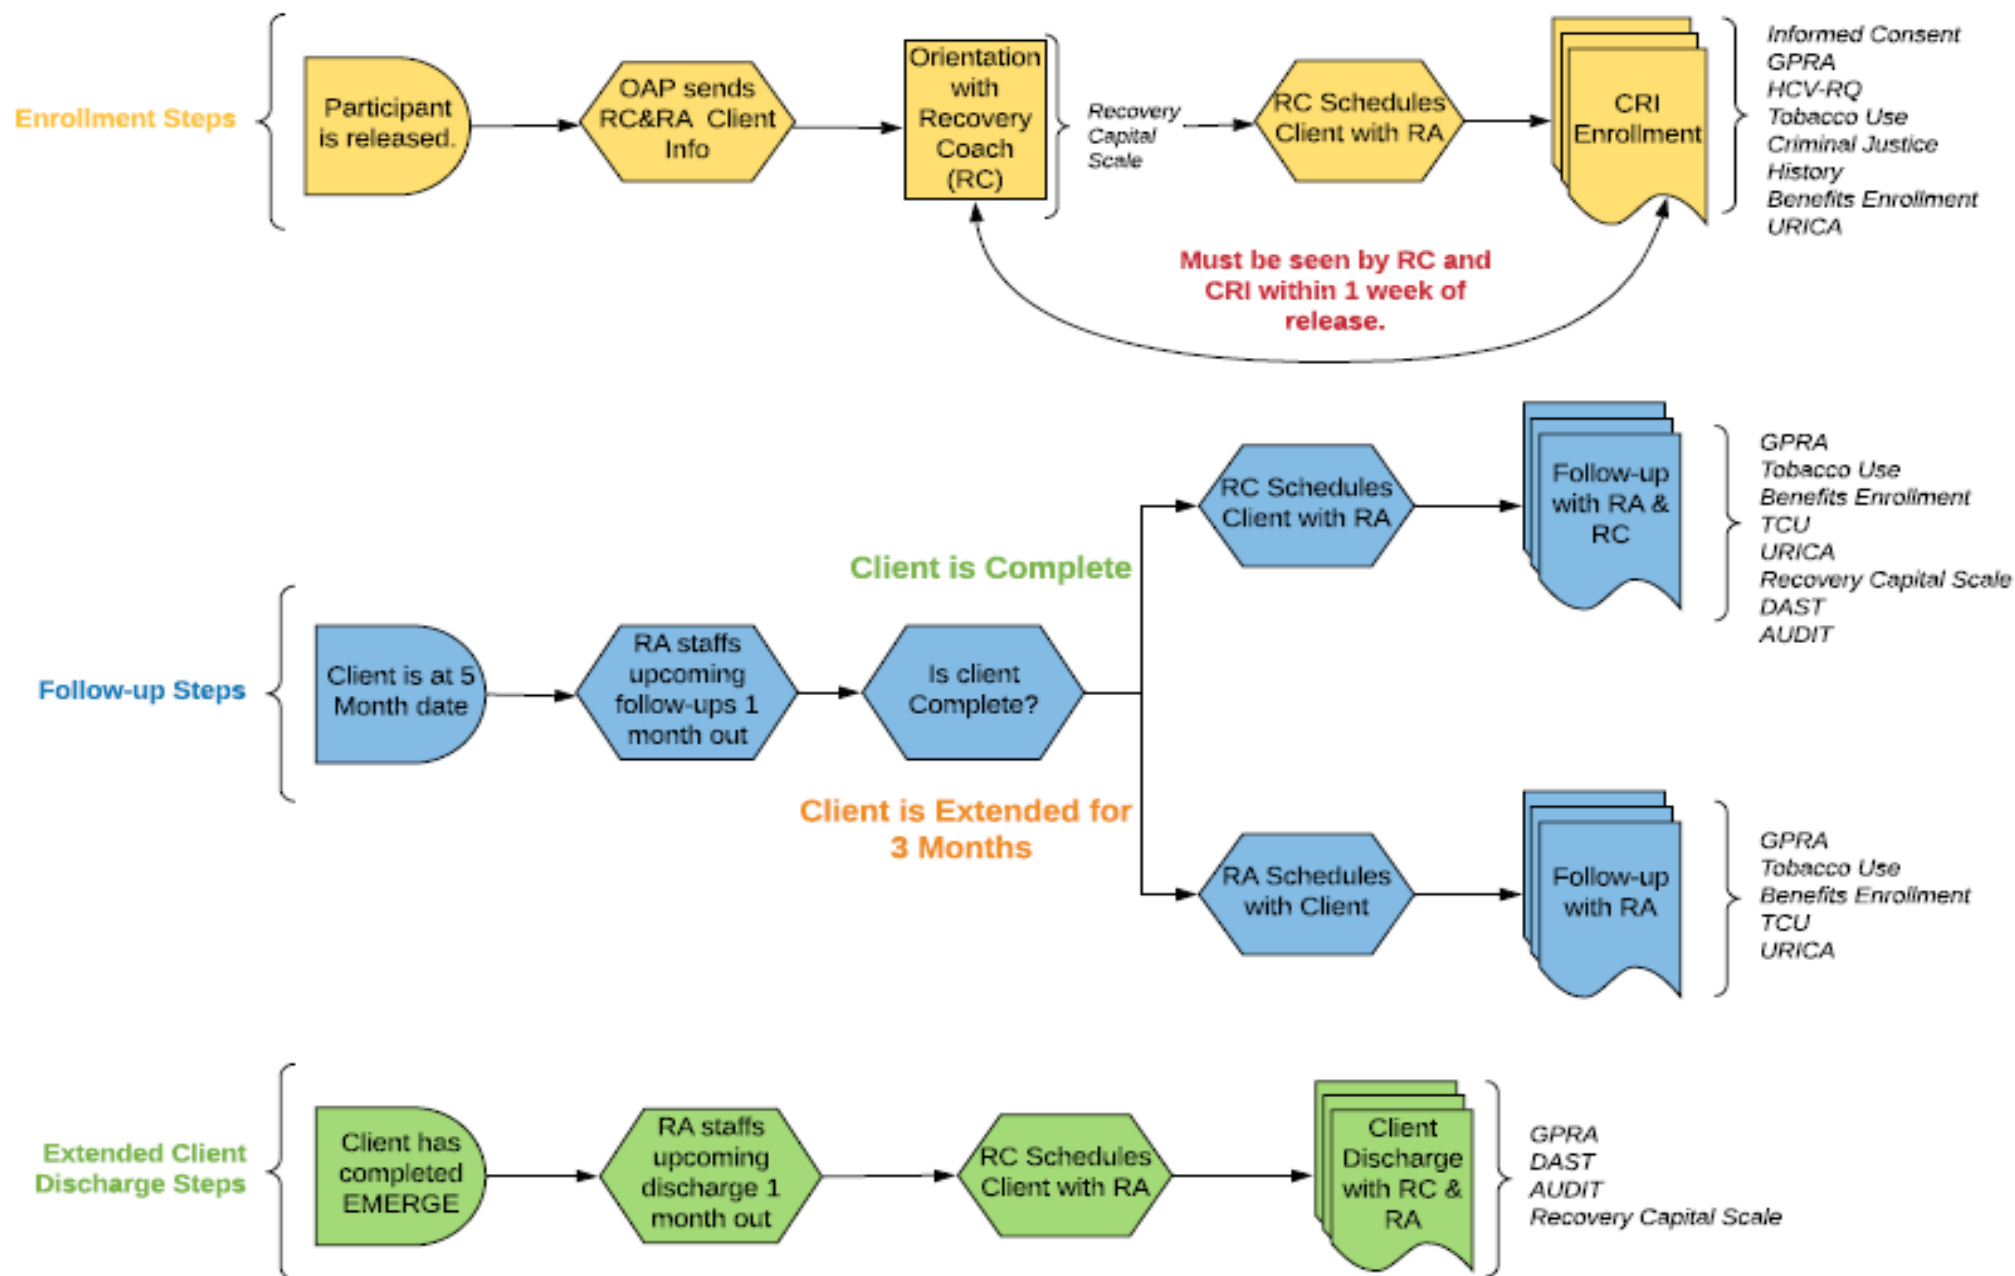 Enrollment Steps
Participant
is released.
OAP sends
RC&RA Client
Info
Orientation
with
Recovery
Coach
(RC)
Recovery
Capital
Scale
RC Schedules
Client with RA
CRI
Enrollment
Informed Consent
GPRA
HCV-RQ
Tobacco Use
Criminal Justice
History
Benefits Enrollment
URICA
Must be seen by RC and
CRI within 1 week of
release.
Follow-up Steps
Client is at 5
Month date
RA staffs
upcoming
follow-ups 1
month out
Is client
Complete?
Client is Complete
RC Schedules
Client with RA
Follow-up
with RA &
RC
GPRA
Tobacco Use
Benefits Enrollment
TCU
URICA
Recovery Capital Scale
DAST
AUDIT
Client is Extended for
3 Months
RA Schedules
with Client
Follow-up
with RA
GPRA
Tobacco Use
Benefits Enrollment
TCU
URICA
Extended Client
Discharge Steps
Client has
completed
EMERGE
RA staffs
upcoming
discharge 1
month out
RC Schedules
Client with RA
Client
Discharge
with RC &
RA
GPRA
DAST
AUDIT
Recovery Capital Scale